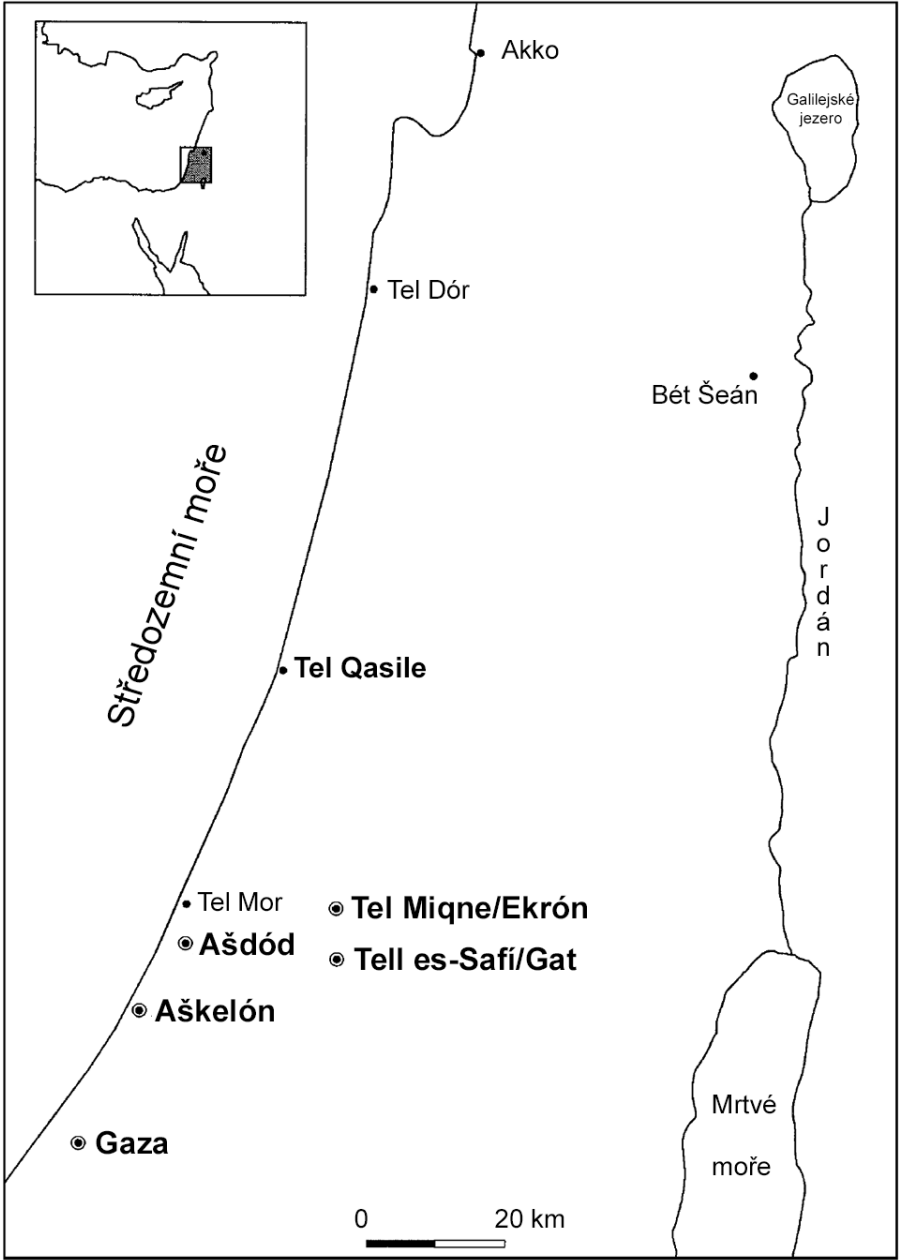 Akko
Galilejské
jezero
Tel Dór
Bét Šeán
Středozemní moře
Jordán
Tel Qasile
Tel Mor
Tel Miqne/Ekrón
Ašdód
Tell es-Safí/Gat
Aškelón
Mrtvé
moře
Gaza
0 20 km